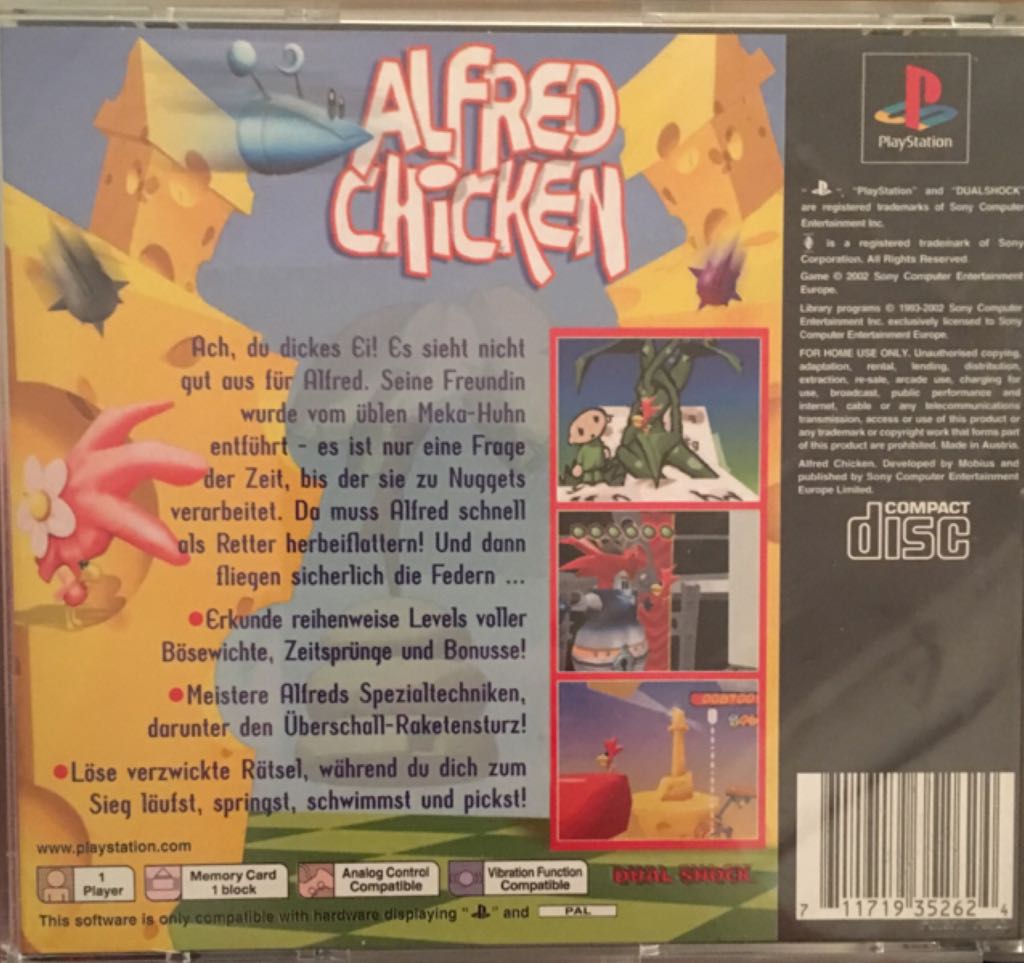 ALFRED
CHICKEN
Ach, du dickes Ei! Es sieht nicht
gut aus für Alfred. Seine Freundin
wurde vom üblen Meka-Huhn
entführt - es ist nur eine Frage
der Zeit, bis der sie zu Nuggets
verarbeitet. Da muss Alfred schnell
als Retter herbeiflattern! Und dann
fliegen sicherlich die Federn ...
●Erkunde reihenweise Levels voller
Bösewichte, Zeitsprünge und Bonusse!
●Meistere Alfreds Spezialtechniken,
darunter den Überschall-Raketensturz!
●Löse verzwickte Rätsel, während du dich zum
Sieg läufst, springst, schwimmst und pickst!
www.playstation.com
1
Player
Memory Card
1 block
Analog Control
Compatible
Vibration Function
Compatible
DUAL SHOCK
This software is only compatible with hardware displaying " " and PAL
PlayStation
" ", "PlayStation" and "DUALSHOCK"
are registered trademarks of Sony Computer
Entertainment Inc.
is a registered trademark of Sony
Corporation. All Rights Reserved.
Game © 2002 Sony Computer Entertainment
Europe.
Library programs © 1993-2002 Sony Computer
Entertainment Inc. exclusively licensed to Sony
Computer Entertainment Europe.
FOR HOME USE ONLY. Unauthorised copying,
adaptation, rental, lending, distribution,
extraction, re-sale, arcade use, charging for
use, broadcast, public performance and
internet, cable or any telecommunications
transmission, access or use of this product or
any trademark or copyright work that forms part
of this product are prohibited. Made in Austria.
Alfred Chicken. Developed by Mobius and
published by Sony Computer Entertainment
Europe Limited.
COMPACT
disc
7 11719 35262 4